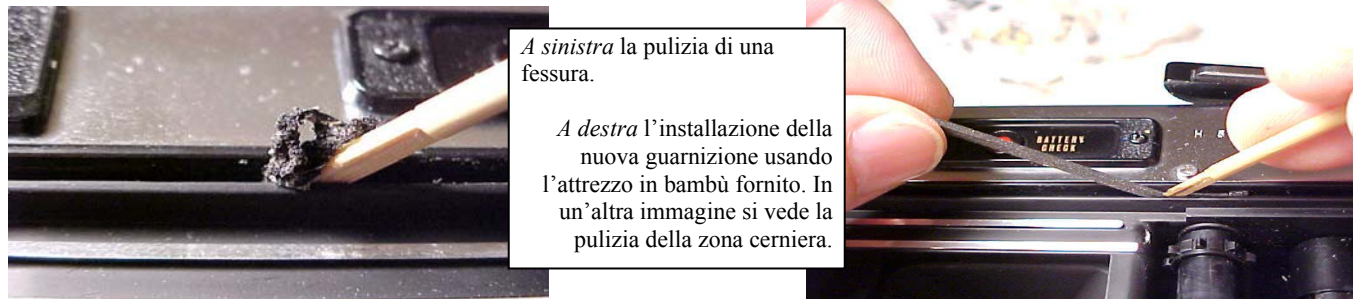 A sinistra la pulizia di una
fessura.
A destra l'installazione della
nuova guarnizione usando
l'attrezzo in bambù fornito. In
un'altra immagine si vede la
pulizia della zona cerniera.
BATTERY
CHECK